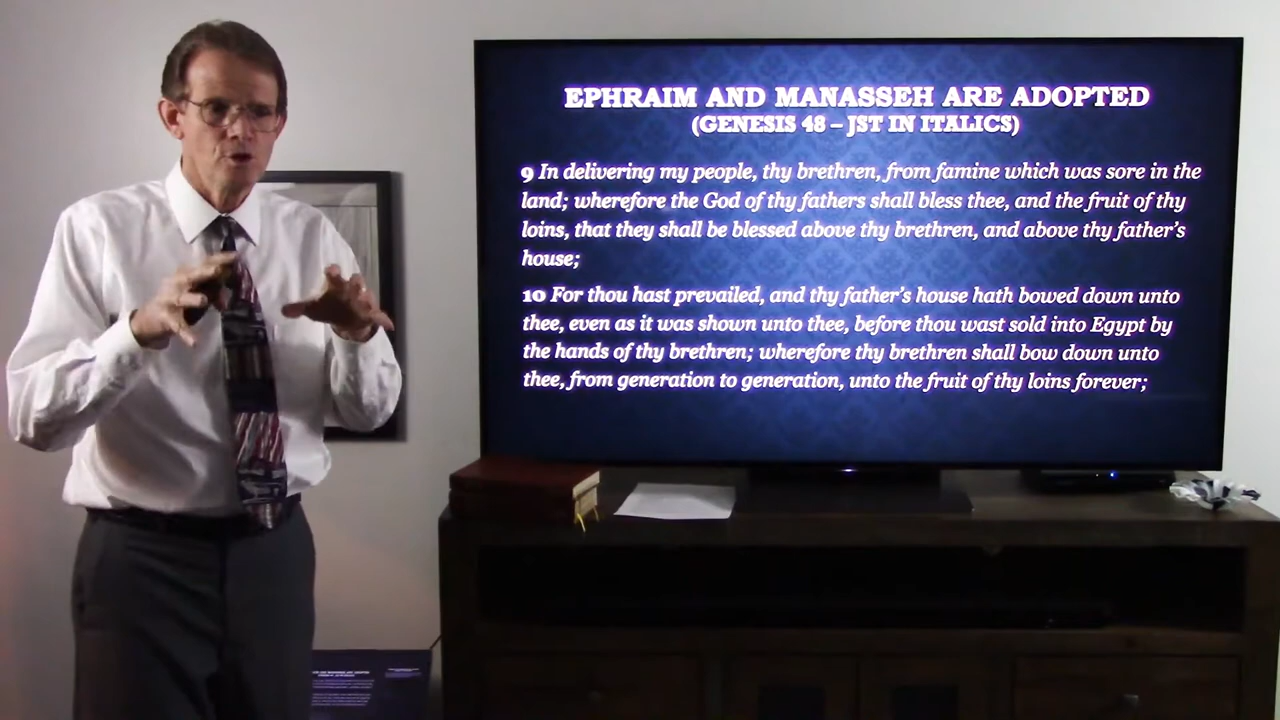 EPHRAIM AND MANASSEH ARE ADOPTED
(GENESIS 48 – JST IN ITALICS)
9 In delivering my people, thy brethren, from famine which was sore in the
land; wherefore the God of thy fathers shall bless thee, and the fruit of thy
loins, that they shall be blessed above thy brethren, and above thy father's
house;
10 For thou hast prevailed, and thy father's house hath bowed down unto
thee, even as it was shown unto thee, before thou wast sold into Egypt by
the hands of thy brethren; wherefore thy brethren shall bow down unto
thee, from generation to generation, unto the fruit of thy loins forever;